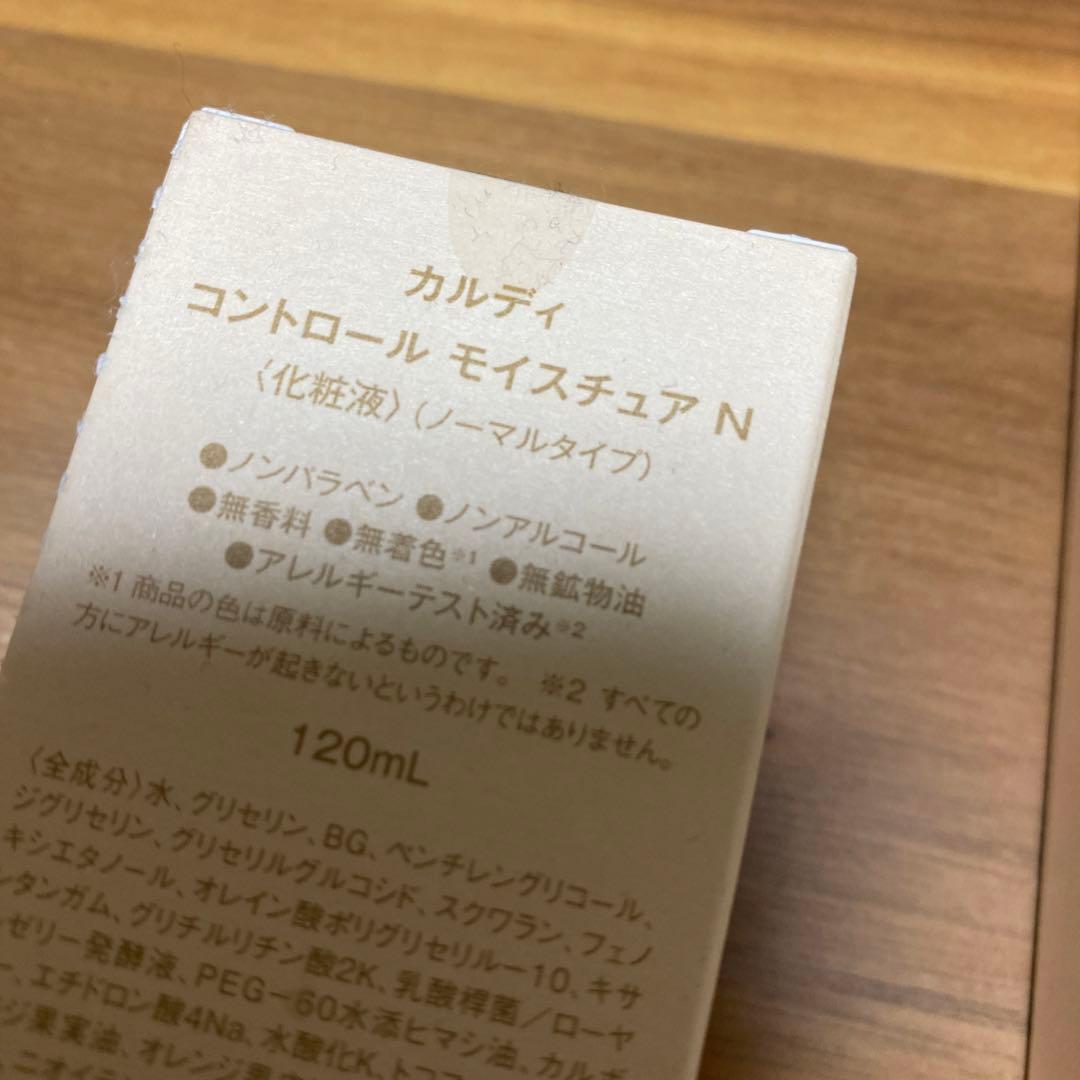 カルディ
コントロール モイスチュア N
〈化粧液〉(ノーマルタイプ)
●ノンパラベン ●ノンアルコール
●無香料 ●無着色※1 ●無鉱物油
●アレルギーテスト済み※2
※1 商品の色は原料によるものです。 ※2 すべての
方にアレルギーが起きないというわけではありません。
120mL
〈全成分〉水、グリセリン、BG、ペンチレングリコール、
ジグリセリン、グリセリルグルコシド、スクワラン、フェノ
キシエタノール、オレイン酸ポリグリセリル－10、キサ
ンタンガム、グリチルリチン酸2K、乳酸桿菌／ローヤ
ルゼリー発酵液、PEG－60水添ヒマシ油、カルボ
ー、エチドロン酸4Na、水酸化K、トコフ
ジ果実油、オレンジ果
ニオイ